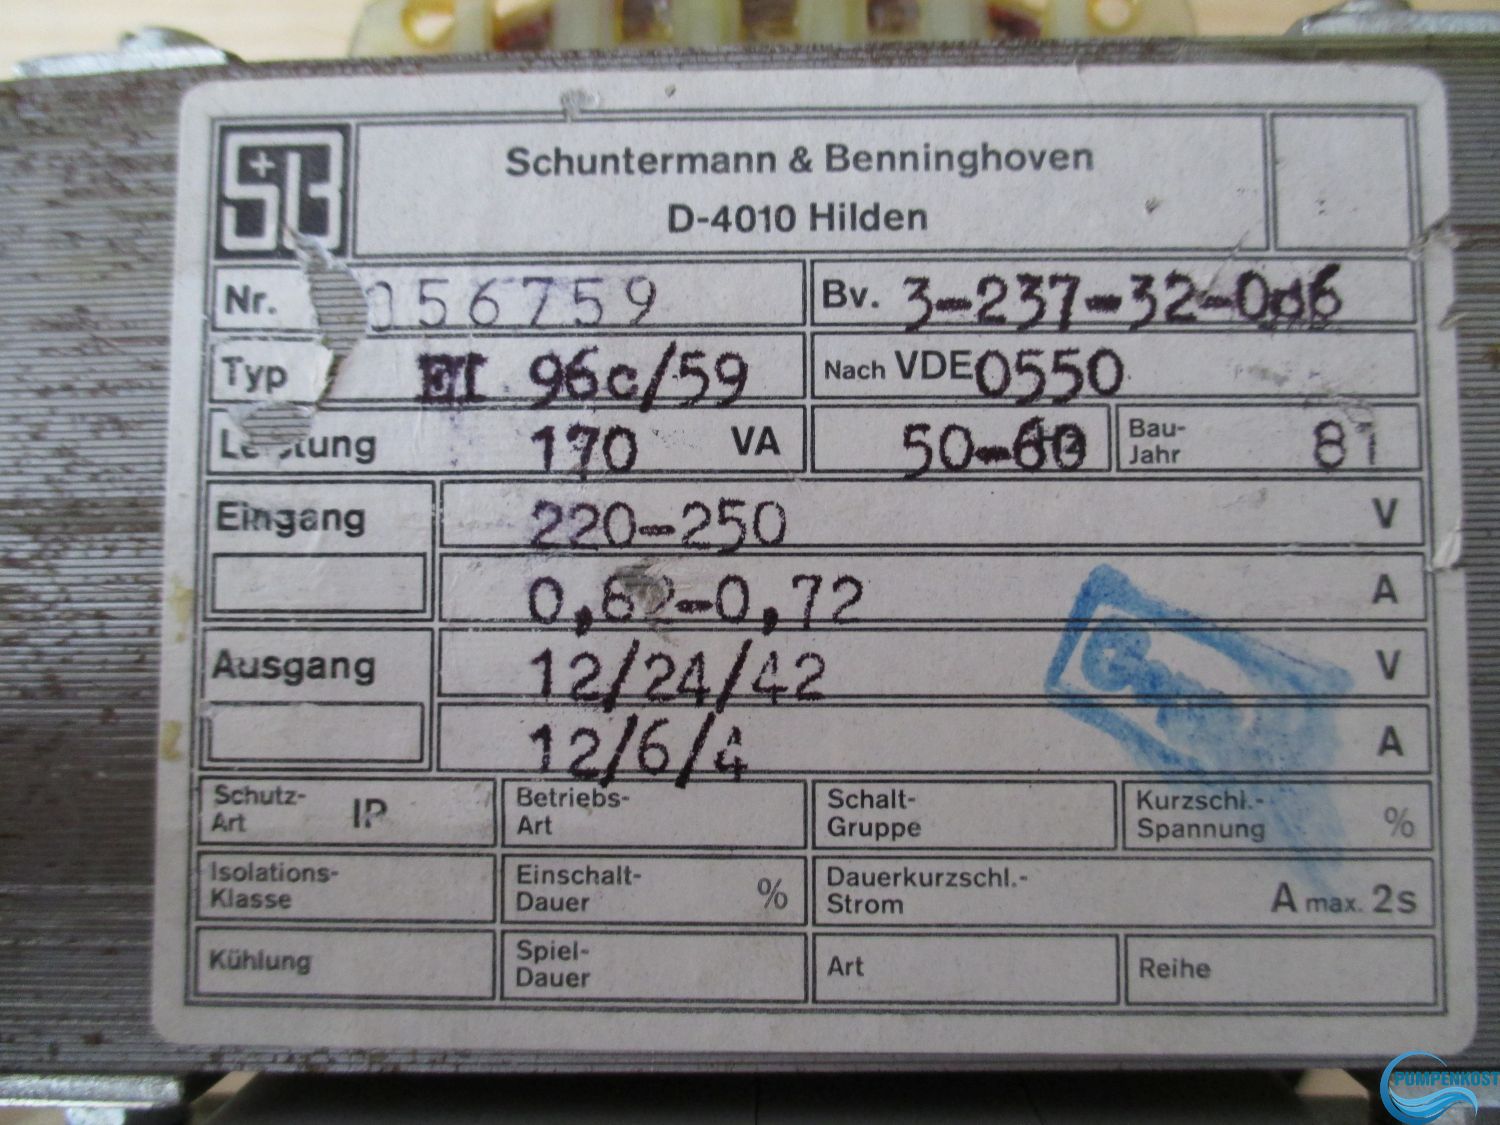 S+B
Schuntermann & Benninghoven
D-4010 Hilden
Nr. 056759
Bv. 3-237-32-006
Typ EI 96c/59
Nach VDE 0550
VA 170
50-60
Bau-
Jahr 81
Eingang 220-250 V
0,82-0,72 A
Ausgang 12/24/42 V
12/6/4 A
Schutz-
Art IP
Betriebs-
Art
Schalt-
Gruppe
Kurzschl.-
Spannung %
Isolations-
Klasse
Einschalt-
Dauer %
Dauerkurzschl.-
Strom A max. 2s
Kühlung
Spiel-
Dauer
Art
Reihe
PUMPENKOST